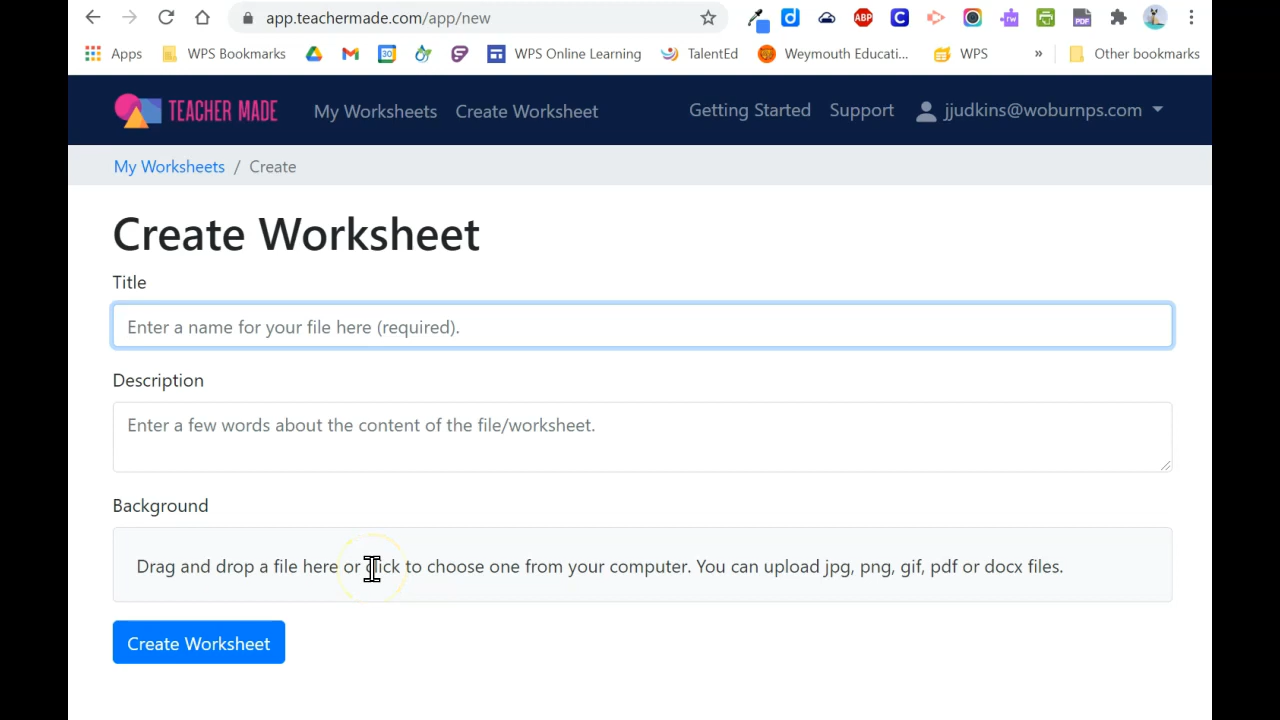 app.teachermade.com/app/new
ABP
PDF
Apps WPS Bookmarks 30 WPS Online Learning TalentEd Weymouth Educati... WPS » Other bookmarks
TEACHER MADE My Worksheets Create Worksheet Getting Started Support jjudkins@woburnps.com
My Worksheets / Create
Create Worksheet
Title
Enter a name for your file here (required).
Description
Enter a few words about the content of the file/worksheet.
Background
Drag and drop a file here or click to choose one from your computer. You can upload jpg, png, gif, pdf or docx files.
Create Worksheet